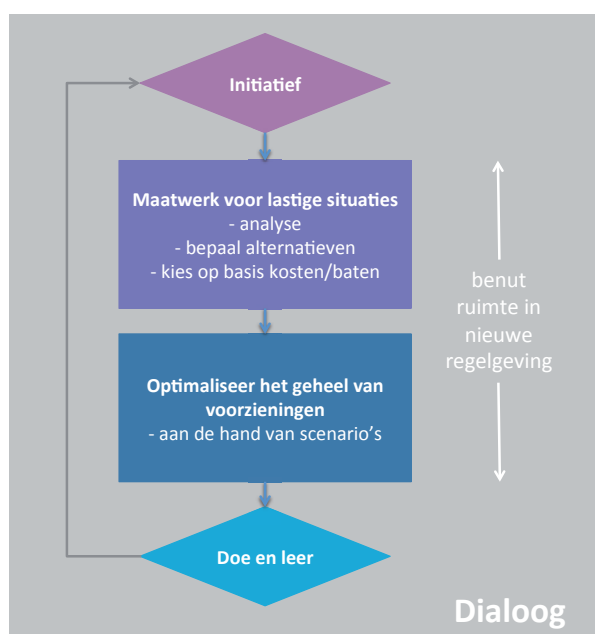 Initiatief
Maatwerk voor lastige situaties
- analyse
- bepaal alternatieven
- kies op basis kosten/baten
benut
ruimte in
nieuwe
regelgeving
Optimaliseer het geheel van
voorzieningen
- aan de hand van scenario's
Doe en leer
Dialoog